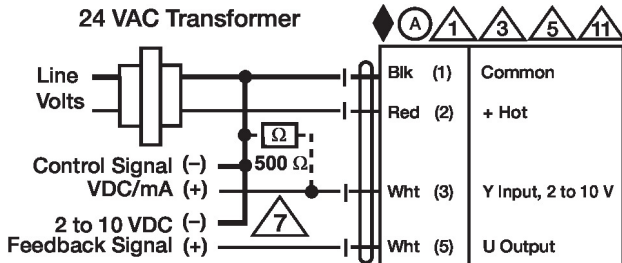 24 VAC Transformer
A 1 3 5 11
Line
Volts
Blk (1) Common
Red (2) + Hot
Ω
500 Ω
Control Signal (–)
VDC/mA (+)
Wht (3) Y Input, 2 to 10 V
7
2 to 10 VDC (–)
Feedback Signal (+)
Wht (5) U Output